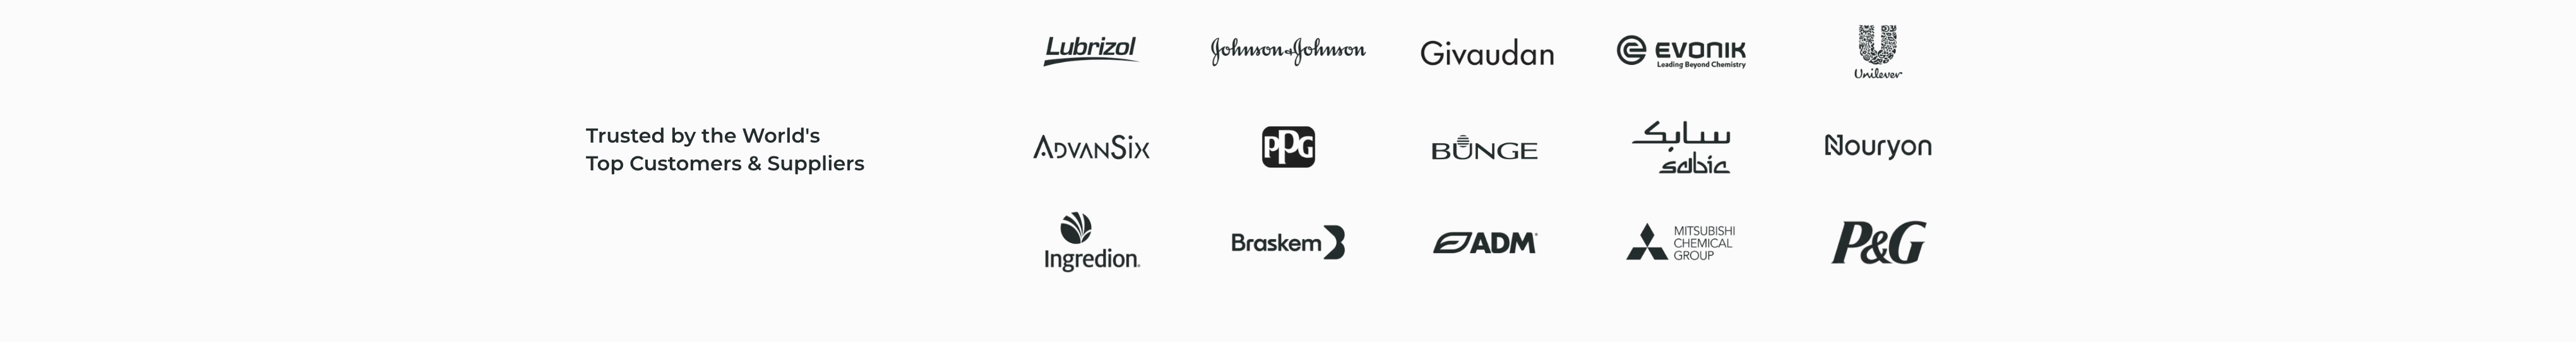 Trusted by the World's
Top Customers & Suppliers
Lubrizol
Johnson & Johnson
Givaudan
EVONIK
Leading Beyond Chemistry
U
Unilever
ADVANSIX
PPG
BUNGE
سابك
sabic
Nouryon
Ingredion.
Braskem B
ADM
MITSUBISHI
CHEMICAL
GROUP
P&G